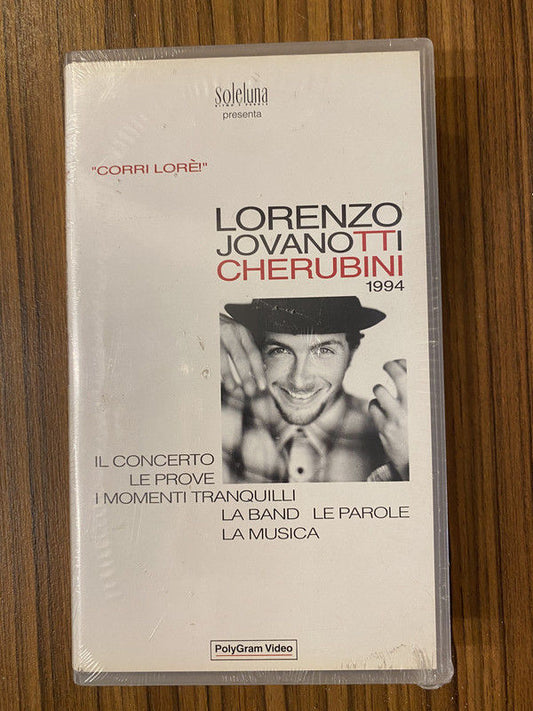 Soleluna
presenta
"CORRI LORÈ!"
LORENZO
JOVANOTTI
CHERUBINI
1994
IL CONCERTO
LE PROVE
I MOMENTI TRANQUILLI
LA BAND LE PAROLE
LA MUSICA
PolyGram Video